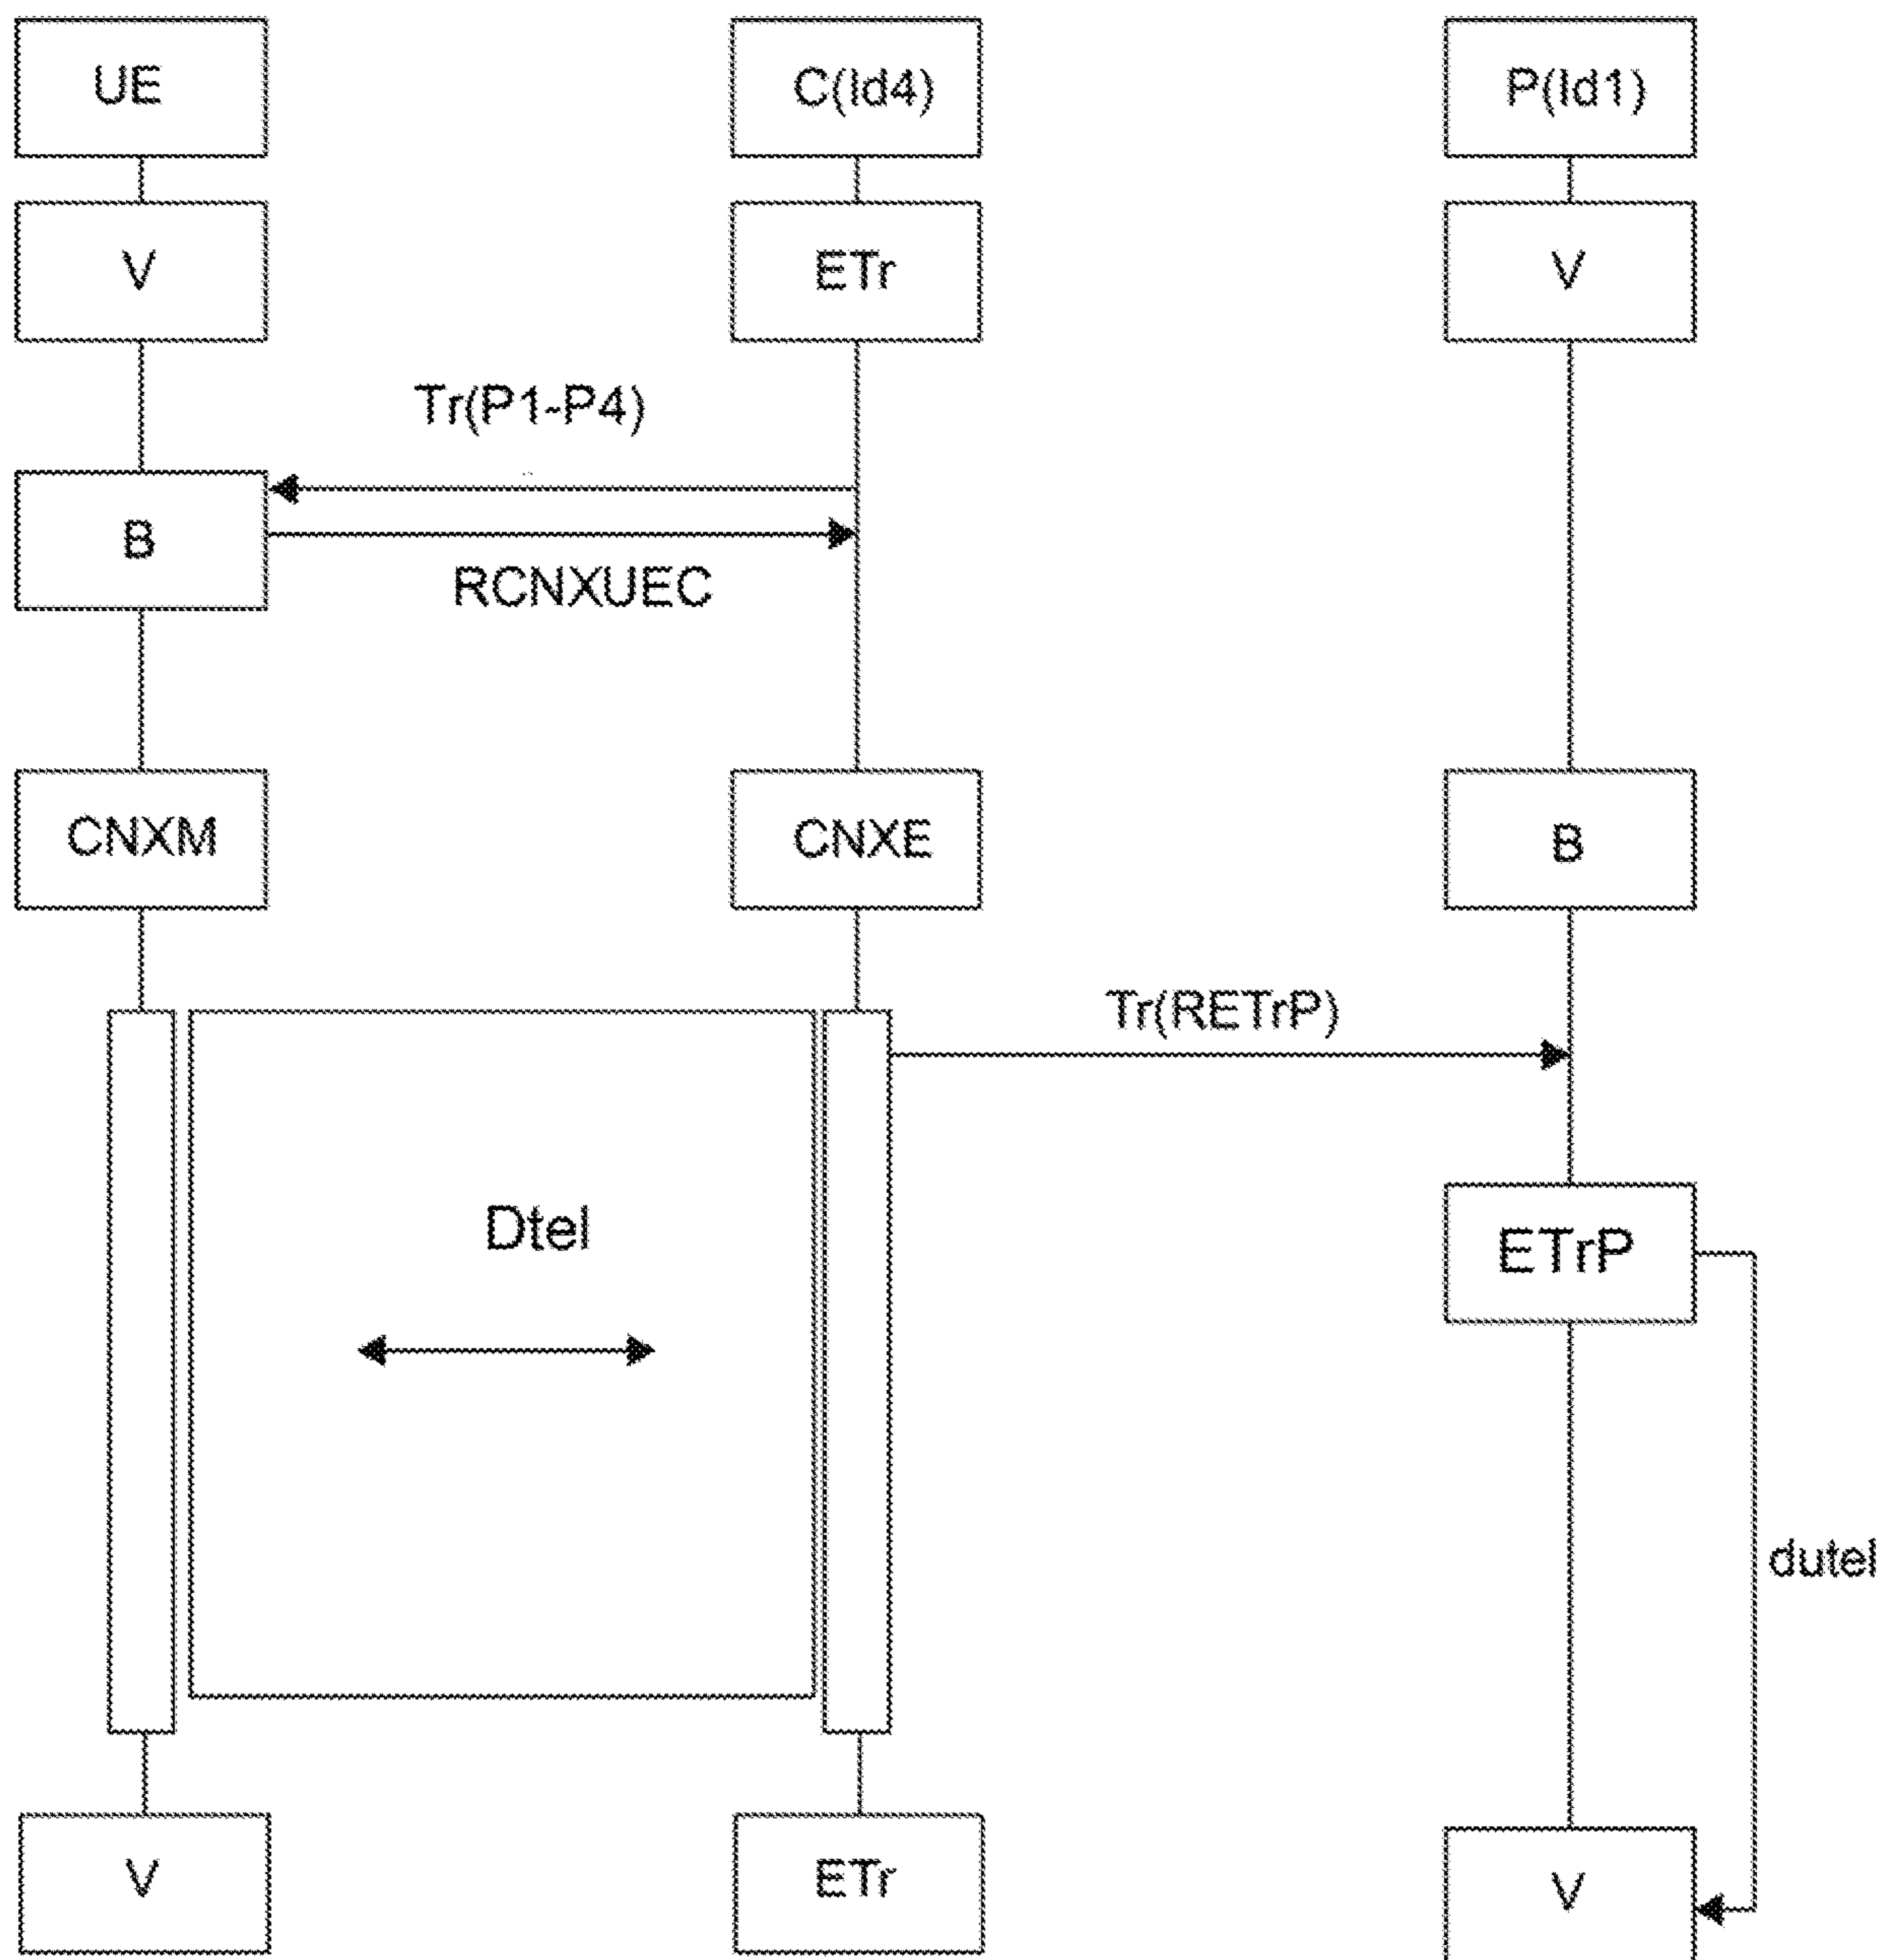 UE
C(Id4)
P(Id1)
V
ETr
V
Tr(P1-P4)
B
RCNXUEC
CNXM
CNXE
B
Tr(RETrP)
Dtel
ETrP
dutel
V
ETr
V